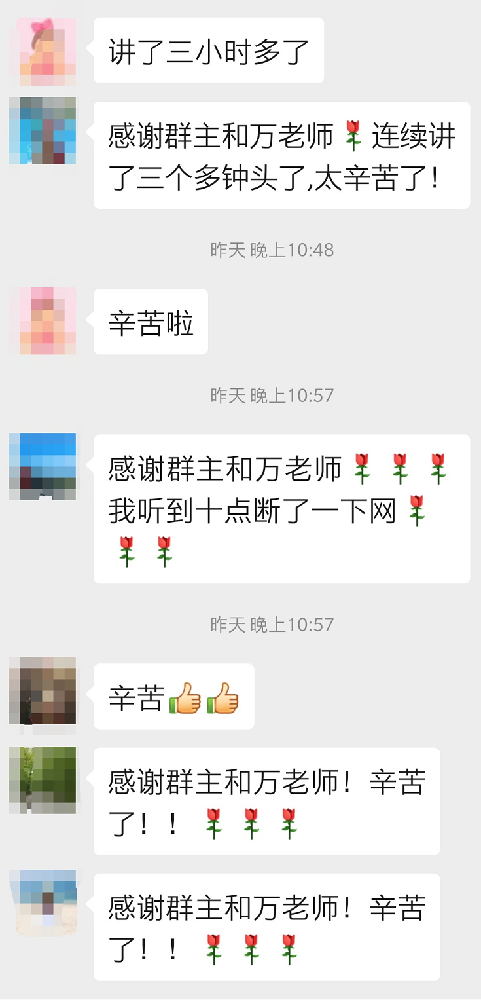 讲了三小时多了
感谢群主和万老师🌹连续讲
了三个多钟头了,太辛苦了!
昨天 晚上10:48
辛苦啦
昨天 晚上10:57
感谢群主和万老师🌹🌹🌹
我听到十点断了一下网🌹
🌹🌹
昨天 晚上10:57
辛苦👍👍
感谢群主和万老师！辛苦
了！！🌹🌹🌹
感谢群主和万老师！辛苦
了！！🌹🌹🌹